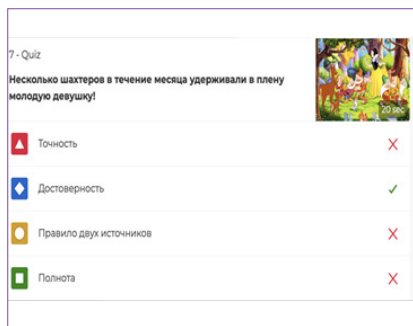 7 - Quiz
Несколько шахтеров в течение месяца удерживали в плену
молодую девушку!
20 sec
Точность
Достоверность
Правило двух источников
Полнота